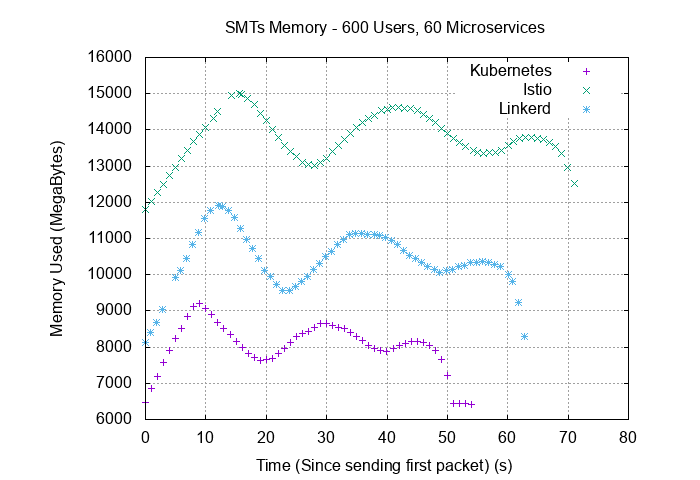 SMTs Memory - 600 Users, 60 Microservices
16000
15000
14000
13000
12000
11000
10000
9000
8000
7000
6000
Memory Used (MegaBytes)
Kubernetes
Istio
Linkerd
0 10 20 30 40 50 60 70 80
Time (Since sending first packet) (s)